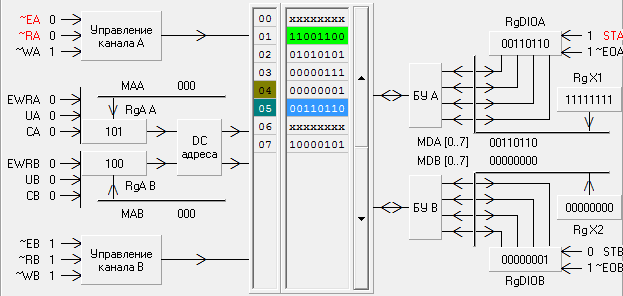 ~EA 0
~RA 0
~WA 1
Управление
канала A
MAA 000
EWRA 0
UA 0
CA 0
RgA A
101
EWRB 0
UB 0
CB 0
100
RgA B
MAB 000
DC
адреса
~EB 1
~RB 1
~WB 1
Управление
канала B
00 xxxxxxxx
01 11001100
02 01010101
03 00000111
04 00000001
05 00110110
06 xxxxxxxx
07 10000101
БУ A
БУ B
RgDIOA
00110110
1 STA
1 ~EOA
Rg X1
11111111
MDA [0..7] 00110110
MDB [0..7] 00000000
00000000
Rg X2
00000001
RgDIOB
0 STB
1 ~EOB